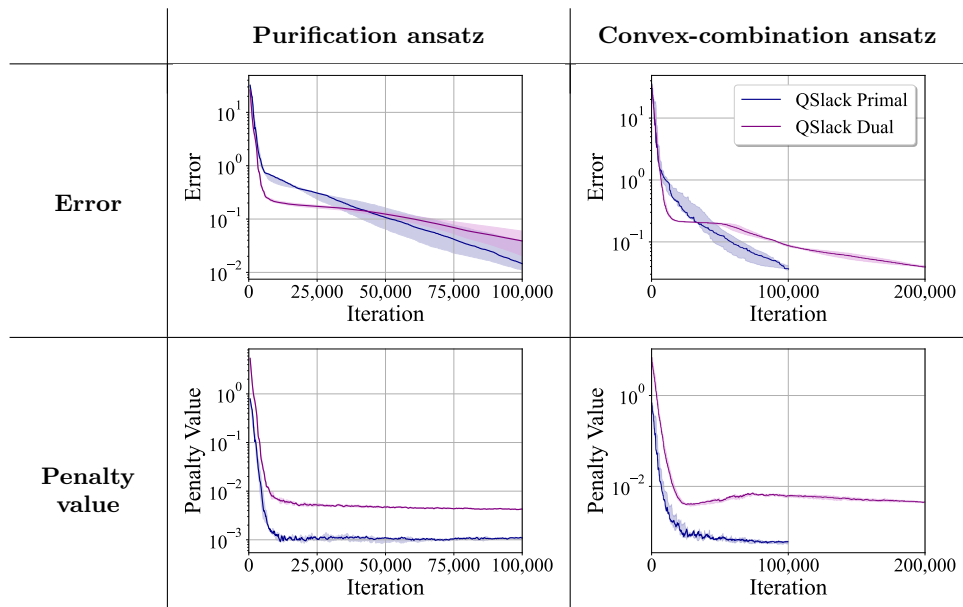 Purification ansatz
Convex-combination ansatz
Error
Error
10^1
10^0
10^-1
10^-2
0
25,000
50,000
75,000
100,000
Iteration
Error
10^1
10^0
10^-1
0
100,000
200,000
Iteration
QSlack Primal
QSlack Dual
Penalty
value
Penalty Value
10^0
10^-1
10^-2
10^-3
0
25,000
50,000
75,000
100,000
Iteration
Penalty Value
10^0
10^-2
0
100,000
200,000
Iteration